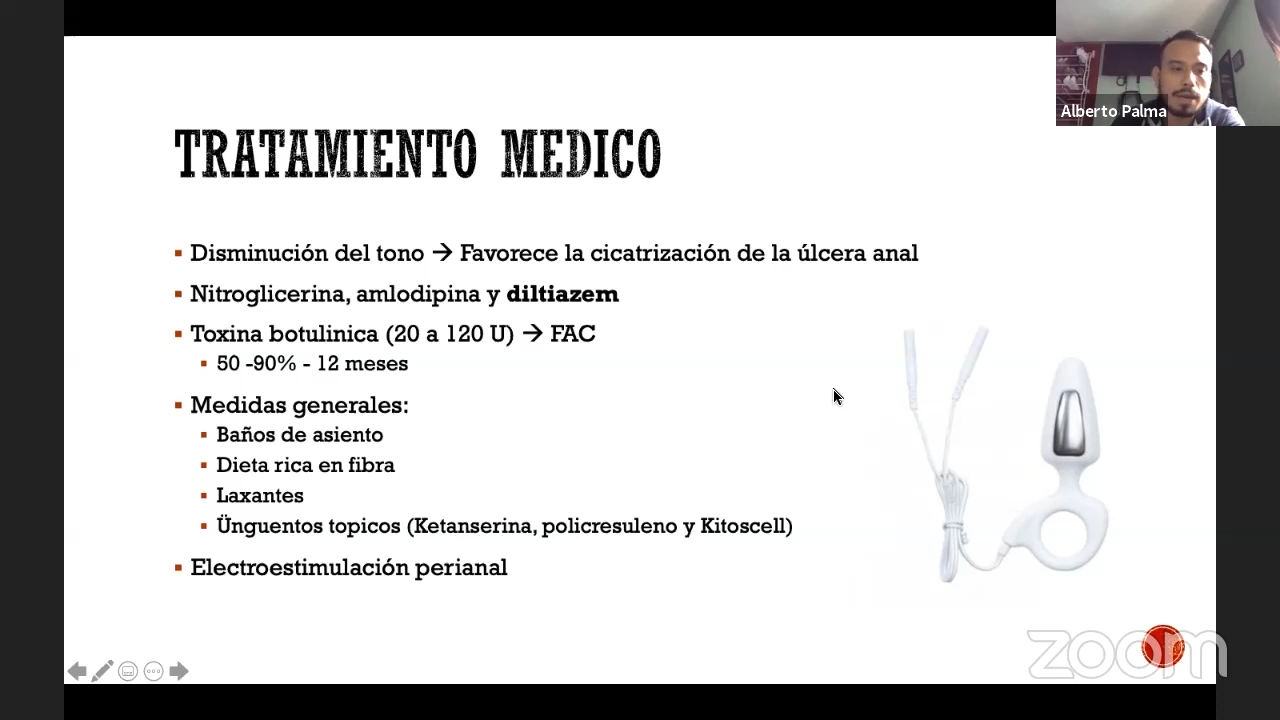 Alberto Palma
TRATAMIENTO MEDICO
▪ Disminución del tono → Favorece la cicatrización de la úlcera anal
▪ Nitroglicerina, amlodipina y diltiazem
▪ Toxina botulinica (20 a 120 U) → FAC
▪ 50 -90% - 12 meses
▪ Medidas generales:
▪ Baños de asiento
▪ Dieta rica en fibra
▪ Laxantes
▪ Ünguentos topicos (Ketanserina, policresuleno y Kitoscell)
▪ Electroestimulación perianal
zoom